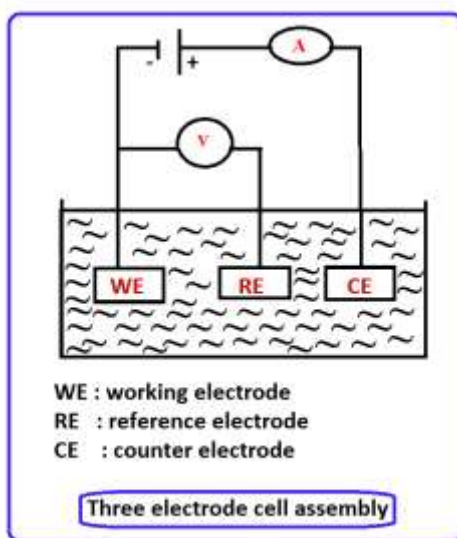 A
- +
V
WE RE CE
WE : working electrode
RE : reference electrode
CE : counter electrode
Three electrode cell assembly